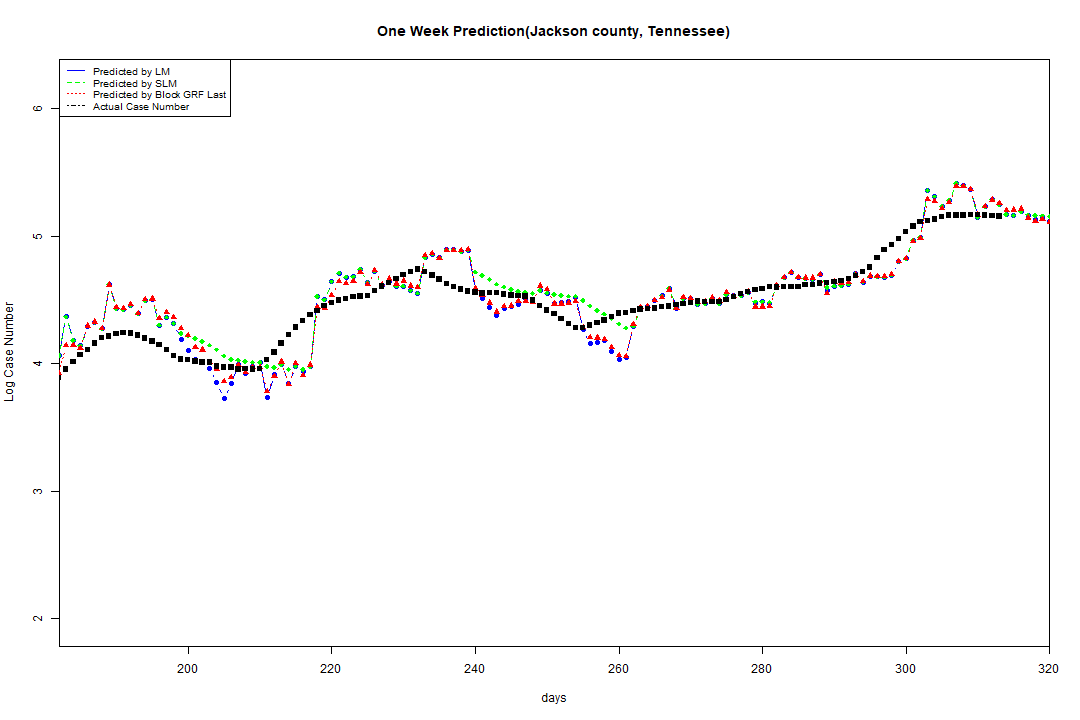 One Week Prediction(Jackson county, Tennessee)
Predicted by LM
Predicted by SLM
Predicted by Block GRF Last
Actual Case Number
6
5
4
3
2
Log Case Number
200 220 240 260 280 300 320
days